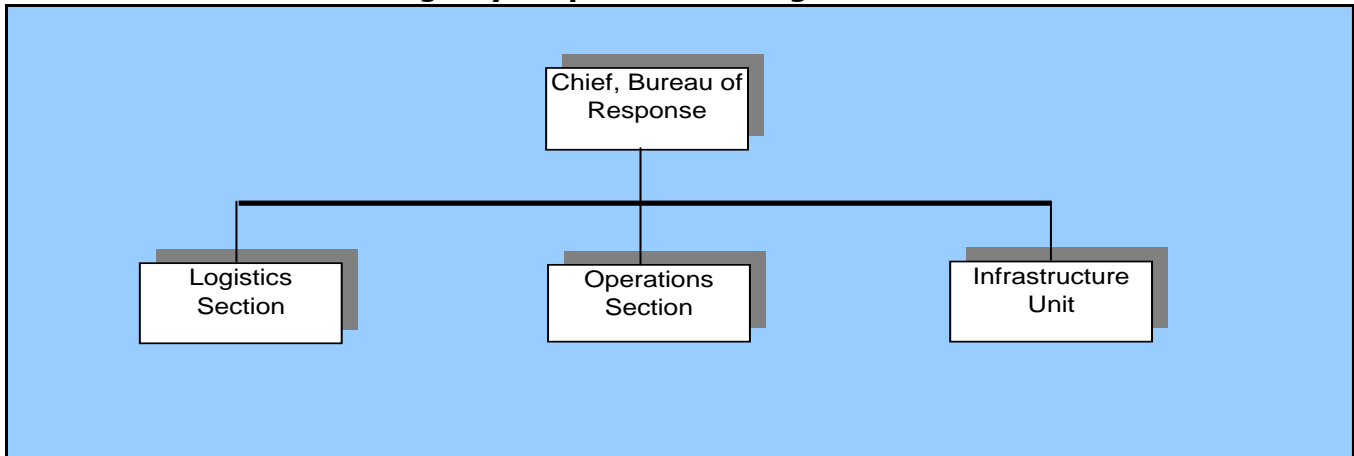 Chief, Bureau of
Response
Logistics
Section
Operations
Section
Infrastructure
Unit